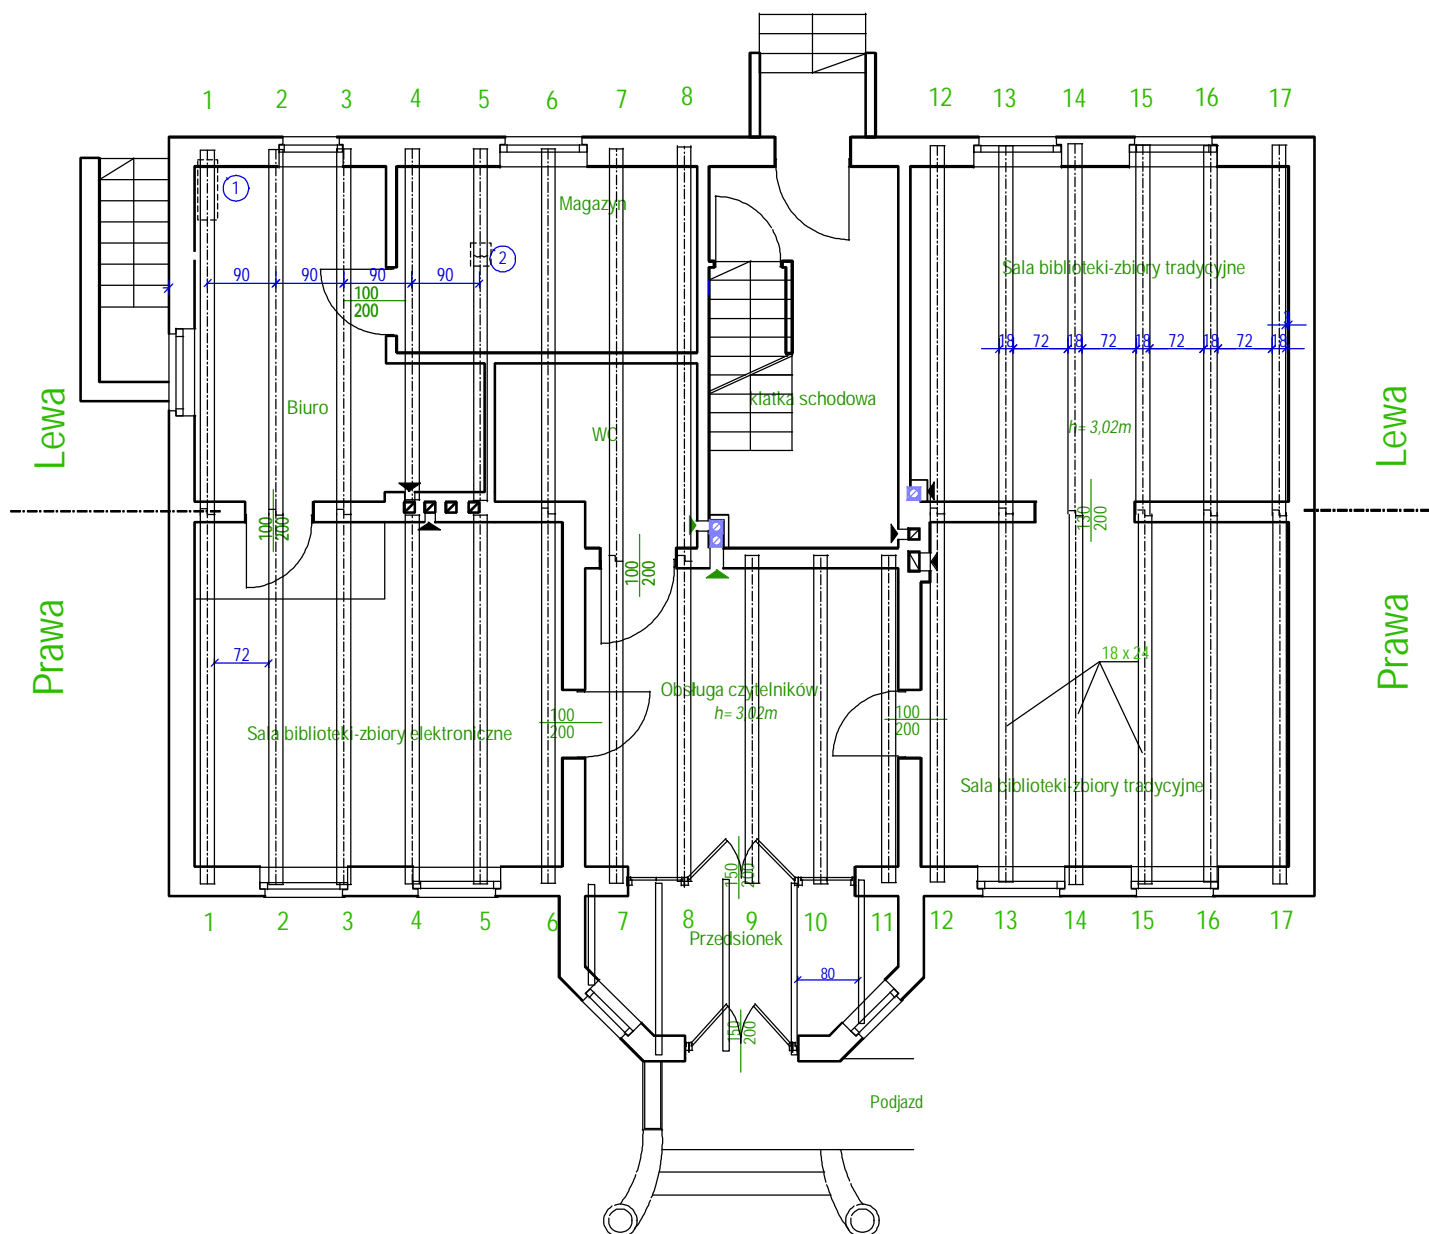 1 2 3 4 5 6 7 8 12 13 14 15 16 17
1
Magazyn
2
Sala biblioteki-zbiory tradycyjne
90 90 90 90
100
200
18 72 18 72 18 72 18 72 18
Lewa
Biuro
WC
klatka schodowa
h= 3,02m
Lewa
100
200
130
200
100
200
Prawa
72
18 x 24
Prawa
Obsługa czytelników
h= 3,02m
100
200
100
200
Sala biblioteki-zbiory elektroniczne
Sala biblioteki-zbiory tradycyjne
150
200
1 2 3 4 5 6 7 8 9 10 11 12 13 14 15 16 17
Przedsionek
80
150
200
Podjazd